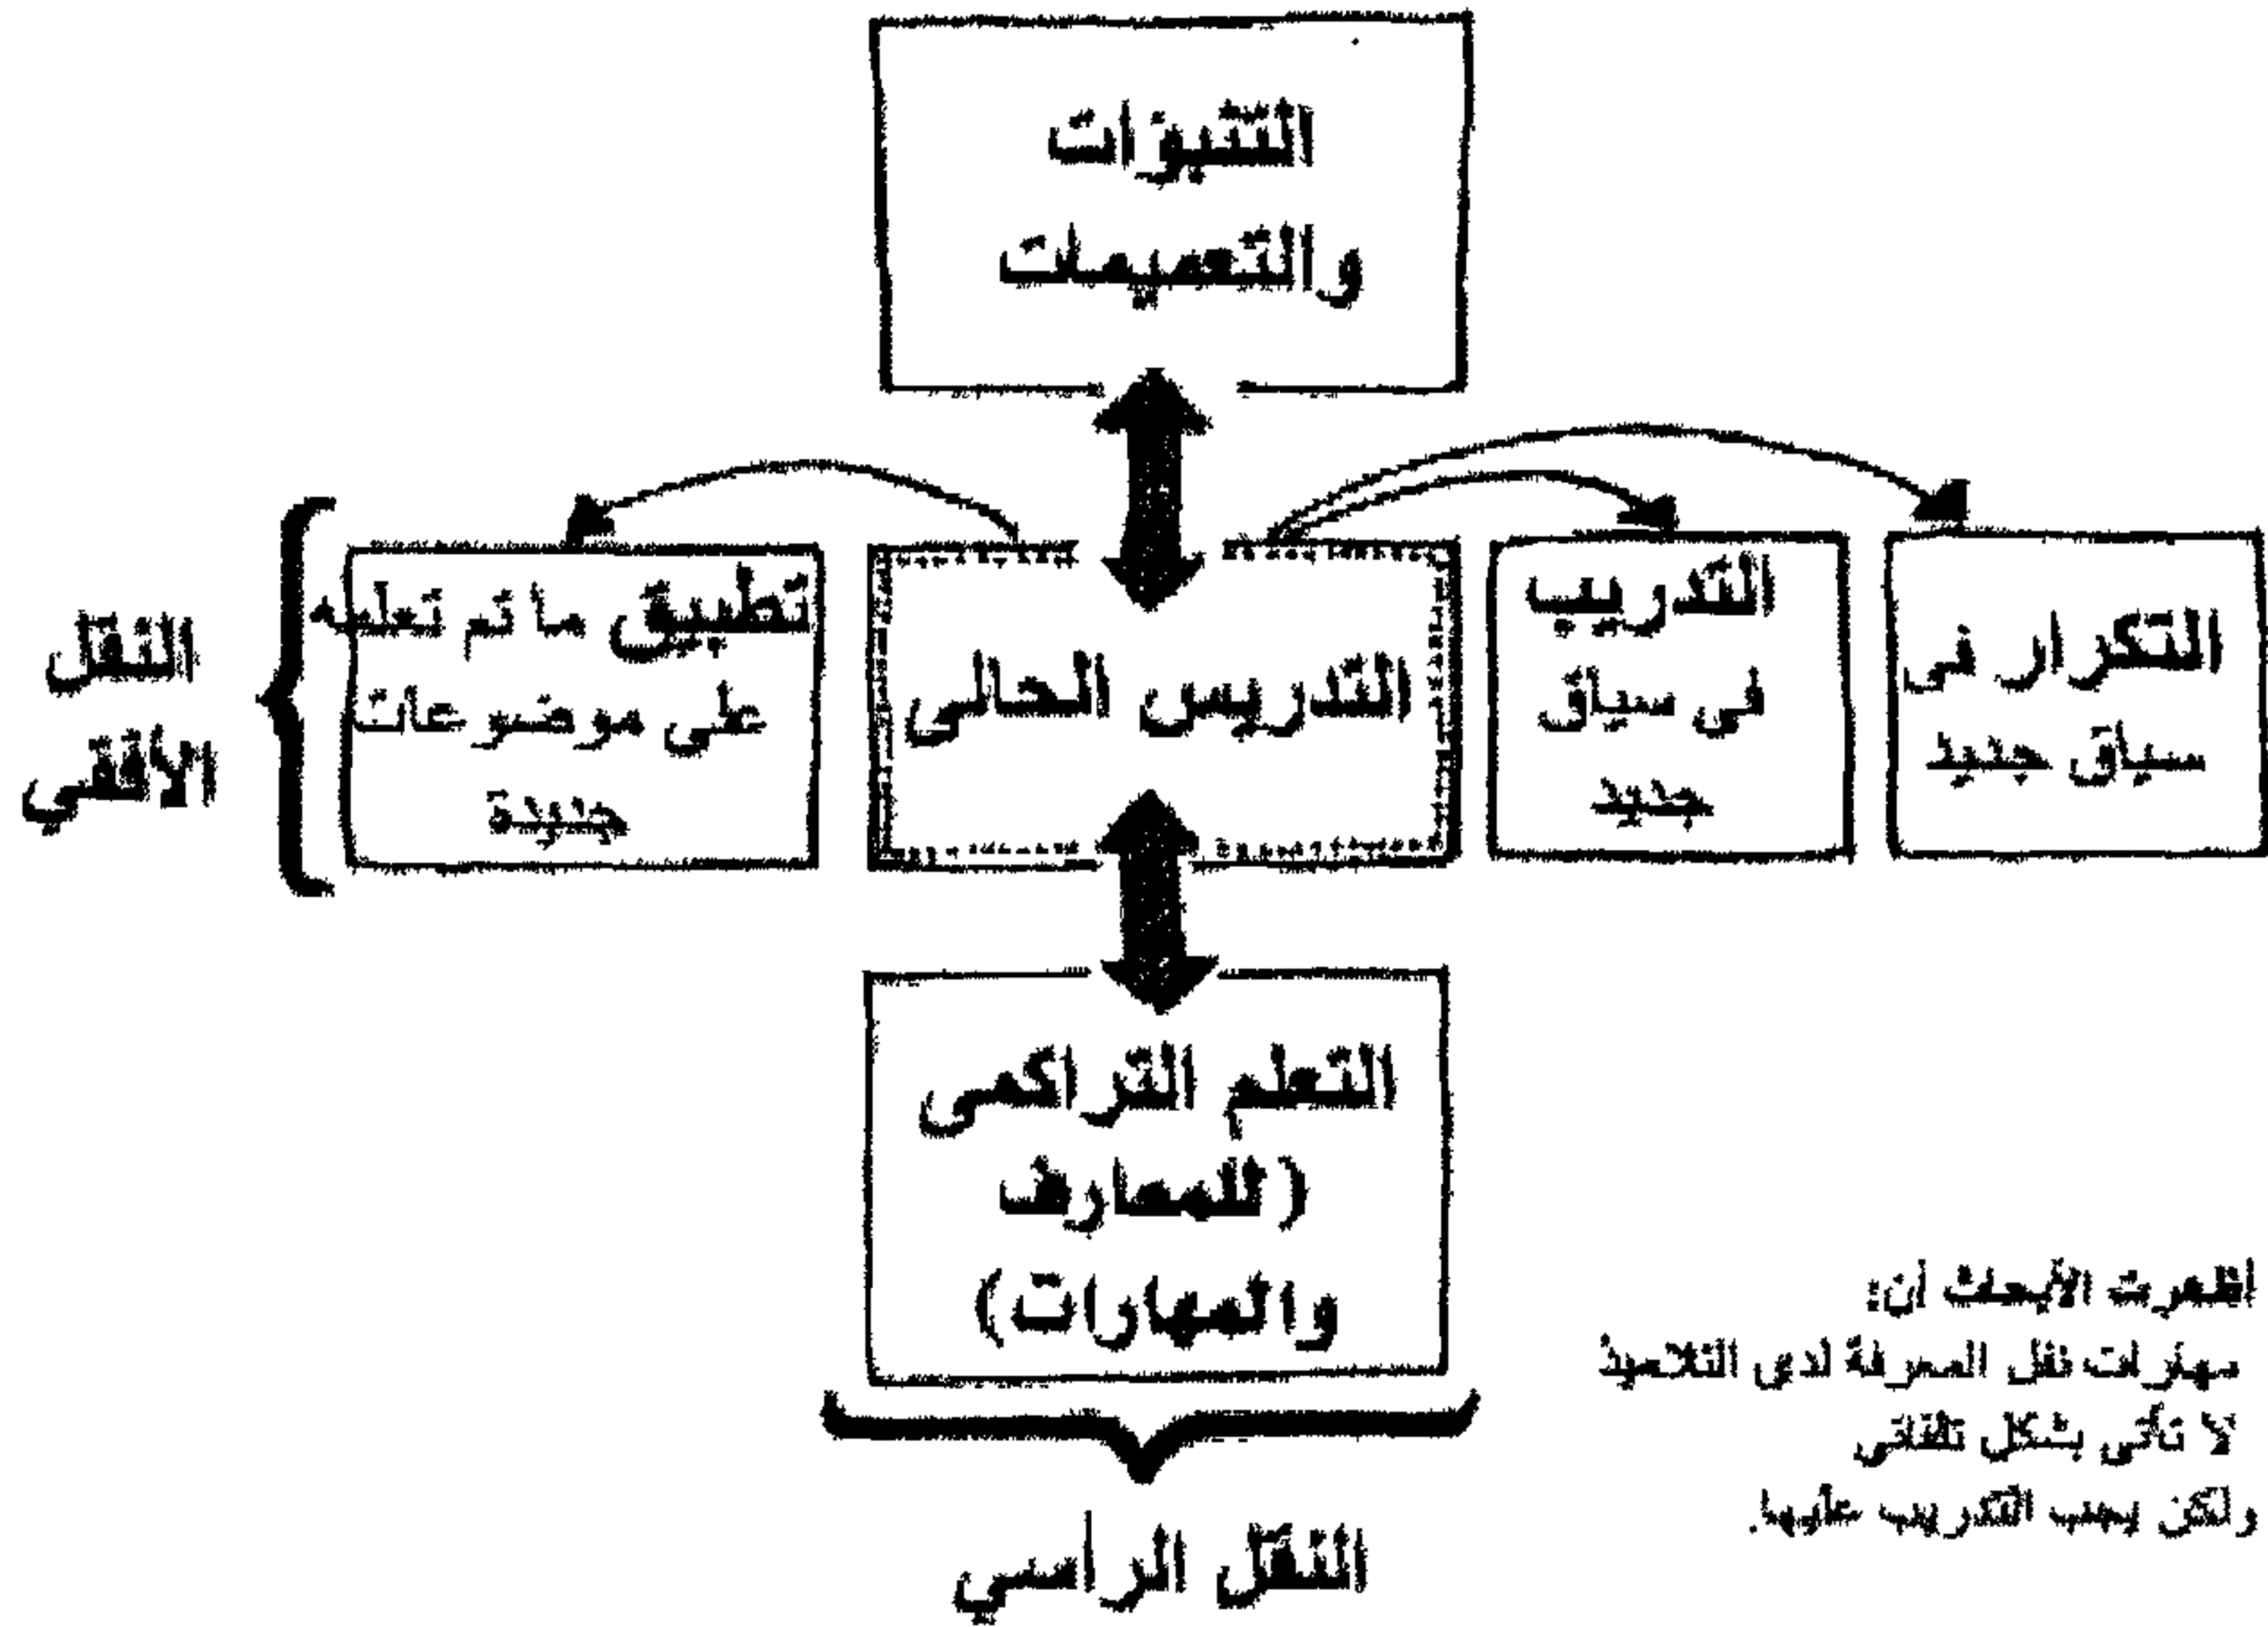 التنبؤات
والتعميمات
التكرار فى
سياق جديد
التدريب
فى سياق
جديد
التدريس الحالى
تطبيق ما تم تعلمه
على موضوعات
جديدة
النقل
الأفقي
التعلم التراكمى
(للمعارف
والمهارات)
النقل الرأسي
اظهرت الأبحاث أن:
مهارات نقل المعرفة لدى التلاميذ
لا تأتى بشكل تلقائى
ولكن يجب التدريب عليها.